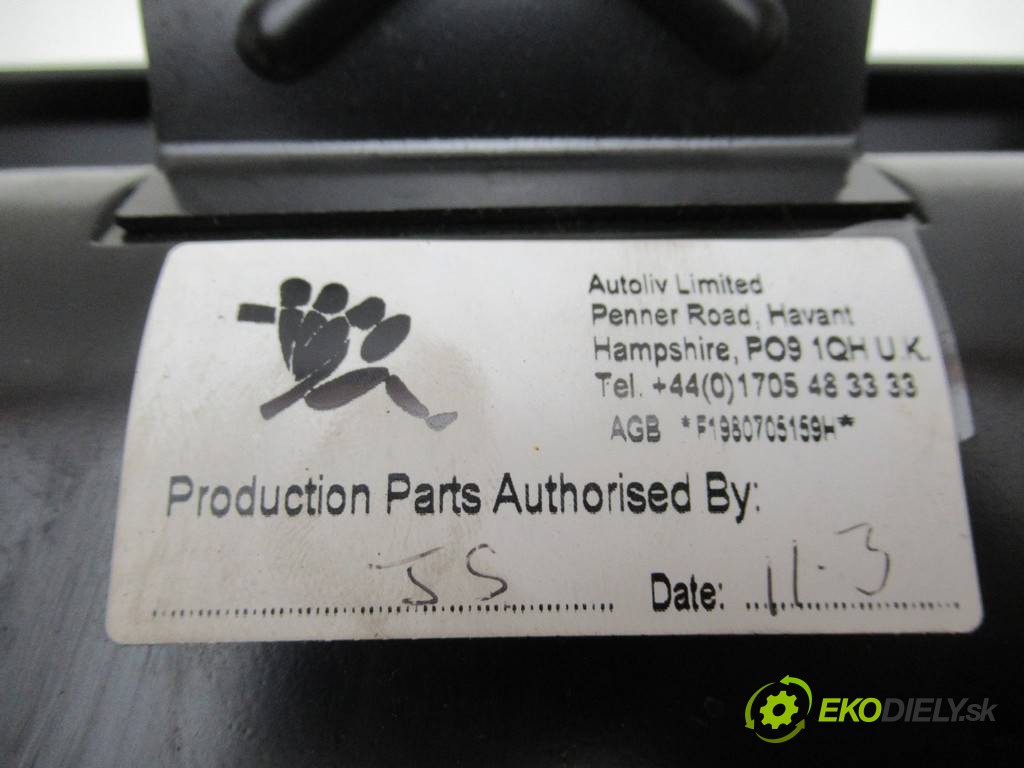 Autoliv Limited
Penner Road, Havant
Hampshire, PO9 1QH U.K.
Tel. +44(0)1705 48 33 33
AGB *F1980705159H*
Production Parts Authorised By:
JS Date: 11.3
EKODIELY.sk